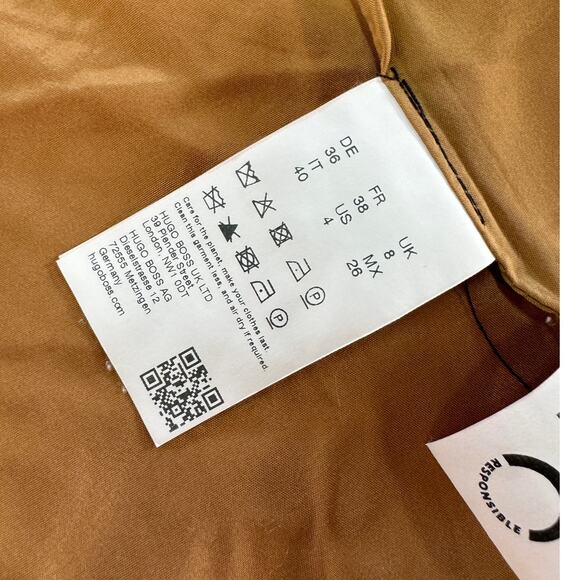 DE FR UK
36 38 8
IT US MX
40 4 26
P
P
Care for the planet, make your clothes last.
Clean this garment less, and air dry if required.
HUGO BOSS UK LTD
39 Plender Street
London, NW1 0DT
HUGO BOSS AG
Dieselstrasse 12
72555 Metzingen
Germany
hugoboss.com
RESPONSIBLE